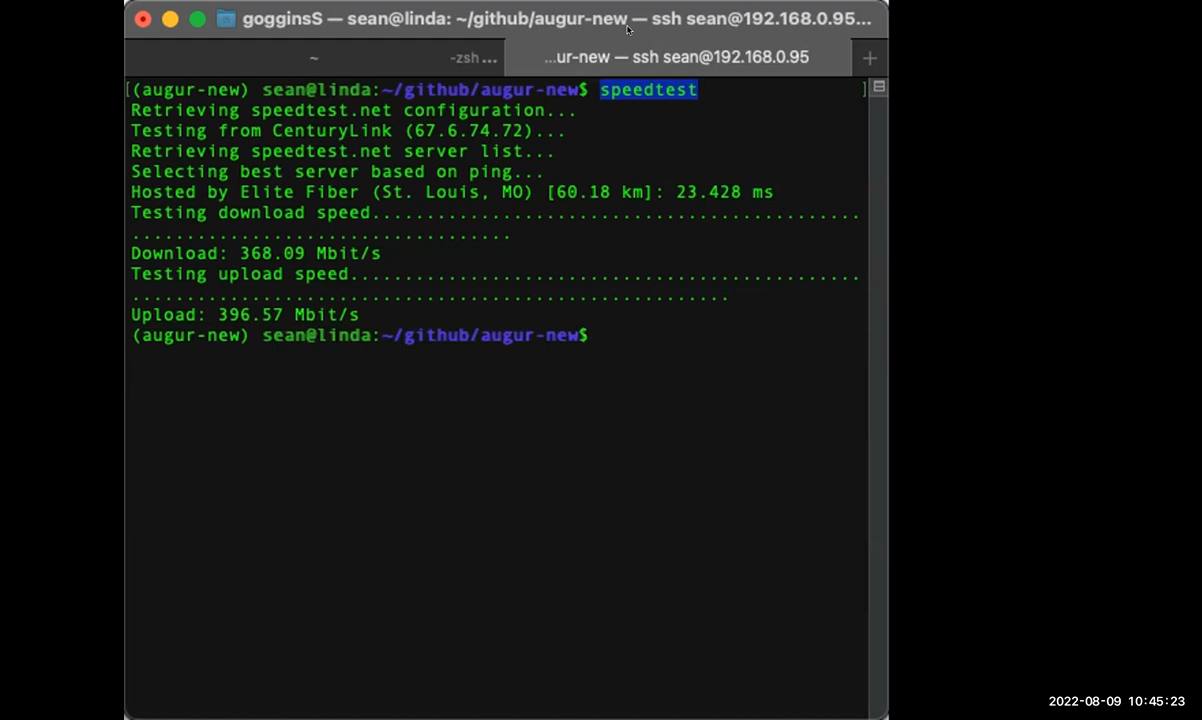 gogginsS — sean@linda: ~/github/augur-new — ssh sean@192.168.0.95...
~ -zsh ... ...ur-new — ssh sean@192.168.0.95 +
[(augur-new) sean@linda:~/github/augur-new$ speedtest ]
Retrieving speedtest.net configuration...
Testing from CenturyLink (67.6.74.72)...
Retrieving speedtest.net server list...
Selecting best server based on ping...
Hosted by Elite Fiber (St. Louis, MO) [60.18 km]: 23.428 ms
Testing download speed.............................................
...................................
Download: 368.09 Mbit/s
Testing upload speed...............................................
.......................................................
Upload: 396.57 Mbit/s
(augur-new) sean@linda:~/github/augur-new$
2022-08-09 10:45:23